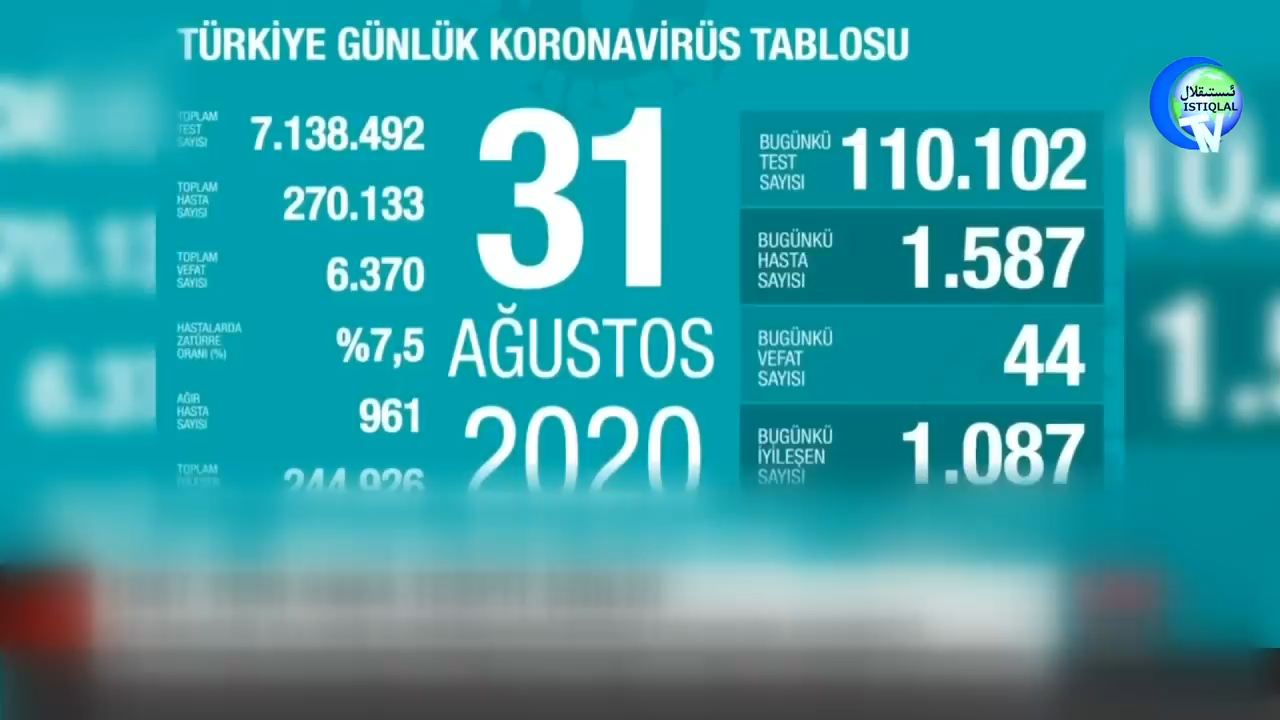 TÜRKİYE GÜNLÜK KORONAVİRÜS TABLOSU
TOPLAM
TEST
SAYISI
7.138.492
TOPLAM
HASTA
SAYISI
270.133
TOPLAM
VEFAT
SAYISI
6.370
HASTALARDA
ZATÜRRE
ORANI (%)
%7,5
AĞIR
HASTA
SAYISI
961
TOPLAM
244.926
31
AĞUSTOS
2020
BUGÜNKÜ
TEST
SAYISI
110.102
BUGÜNKÜ
HASTA
SAYISI
1.587
BUGÜNKÜ
VEFAT
SAYISI
44
BUGÜNKÜ
İYİLEŞEN
SAYISI
1.087
ئىستىقلال
ISTIQLAL
TV